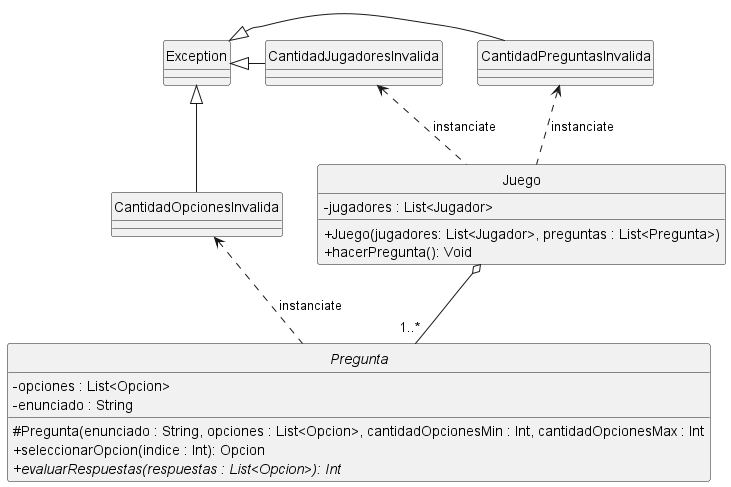 Exception
CantidadJugadoresInvalida
CantidadPreguntasInvalida
instanciate
instanciate
Juego
-jugadores : List<Jugador>
+Juego(jugadores: List<Jugador>, preguntas : List<Pregunta>)
+hacerPregunta(): Void
CantidadOpcionesInvalida
instanciate
1..*
Pregunta
-opciones : List<Opcion>
-enunciado : String
#Pregunta(enunciado : String, opciones : List<Opcion>, cantidadOpcionesMin : Int, cantidadOpcionesMax : Int
+seleccionarOpcion(indice : Int): Opcion
+evaluarRespuestas(respuestas : List<Opcion>): Int